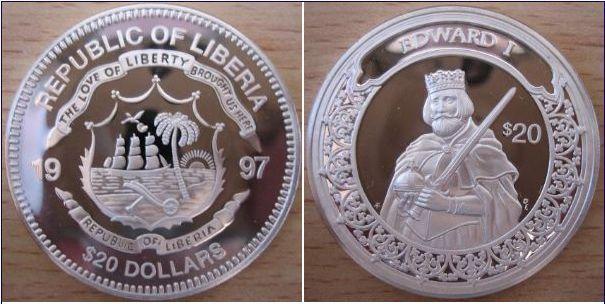 REPUBLIC OF LIBERIA
THE LOVE OF LIBERTY BROUGHT US HERE
19 97
REPUBLIC OF LIBERIA
$20 DOLLARS
EDWARD I
$20